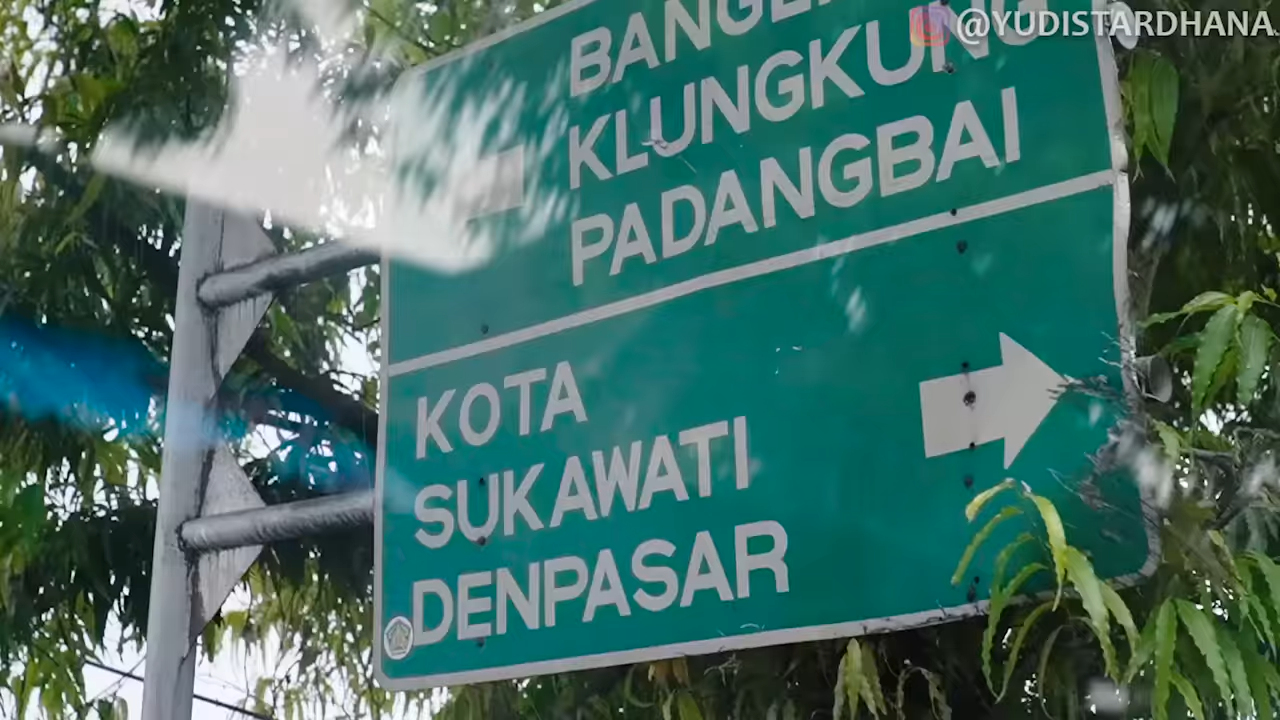 @YUDISTARDHANA
KLUNGKUNG
PADANGBAI
KOTA
SUKAWATI
DENPASAR